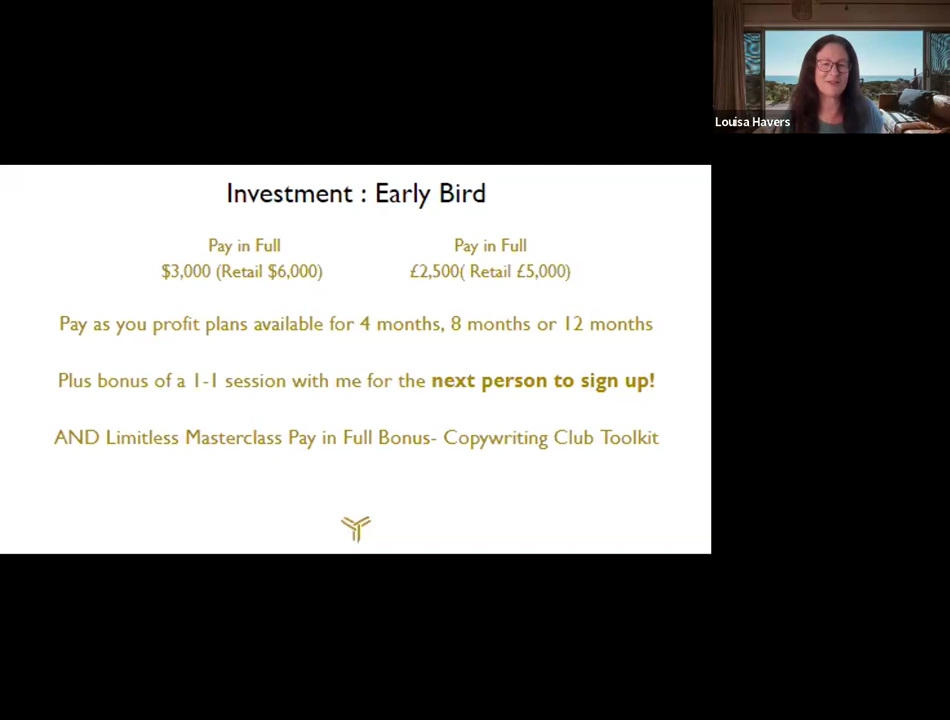 Louisa Havers
Investment : Early Bird
Pay in Full
$3,000 (Retail $6,000)
Pay in Full
£2,500( Retail £5,000)
Pay as you profit plans available for 4 months, 8 months or 12 months
Plus bonus of a 1-1 session with me for the next person to sign up!
AND Limitless Masterclass Pay in Full Bonus- Copywriting Club Toolkit